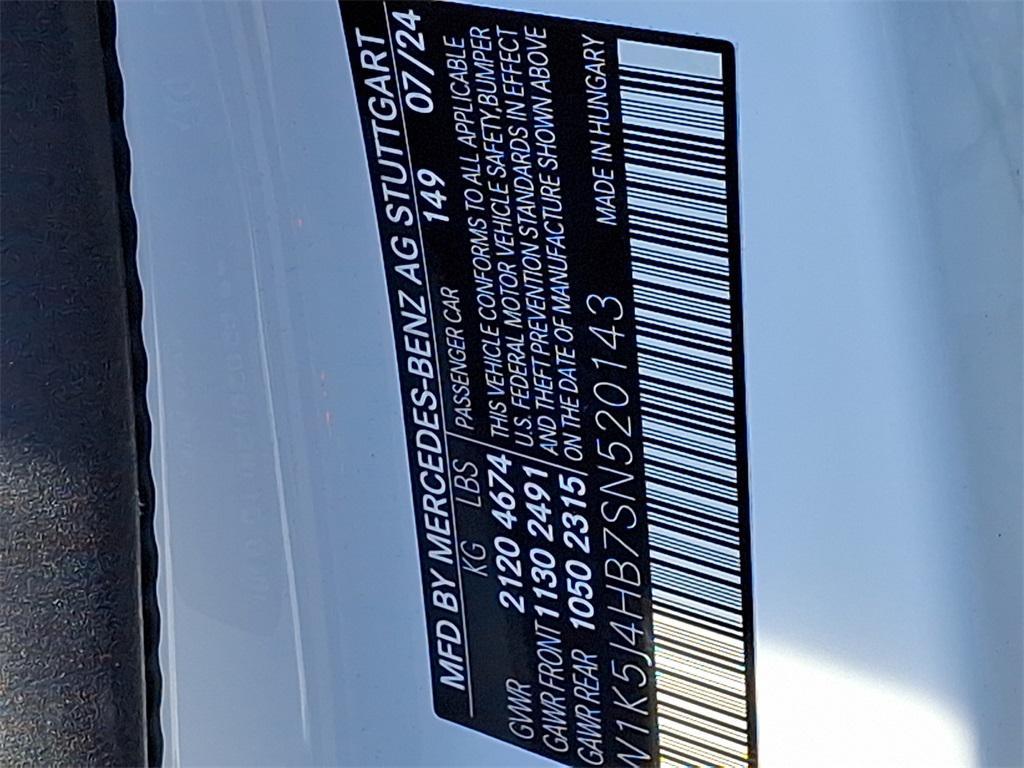 MFD BY MERCEDES-BENZ AG STUTTGART
KG LBS 149 07/24
GVWR 2120 4674
GAWR FRONT 1130 2491
GAWR REAR 1050 2315
PASSENGER CAR
THIS VEHICLE CONFORMS TO ALL APPLICABLE
U.S. FEDERAL MOTOR VEHICLE SAFETY,BUMPER
AND THEFT PREVENTION STANDARDS IN EFFECT
ON THE DATE OF MANUFACTURE SHOWN ABOVE
MADE IN HUNGARY
W1K5J4HB7SN520143